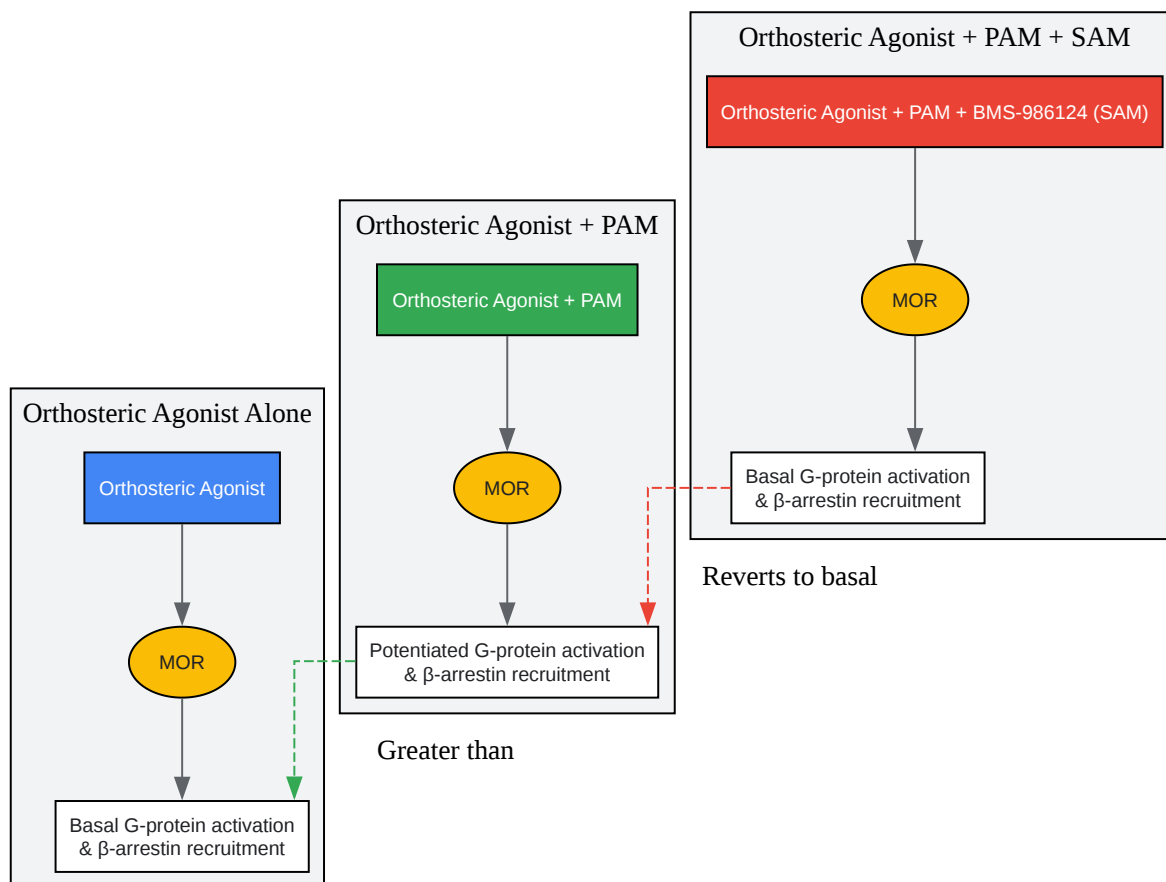 Orthosteric Agonist Alone
Orthosteric Agonist
MOR
Basal G-protein activation
& β-arrestin recruitment
Orthosteric Agonist + PAM
Orthosteric Agonist + PAM
MOR
Potentiated G-protein activation
& β-arrestin recruitment
Greater than
Orthosteric Agonist + PAM + SAM
Orthosteric Agonist + PAM + BMS-986124 (SAM)
MOR
Basal G-protein activation
& β-arrestin recruitment
Reverts to basal